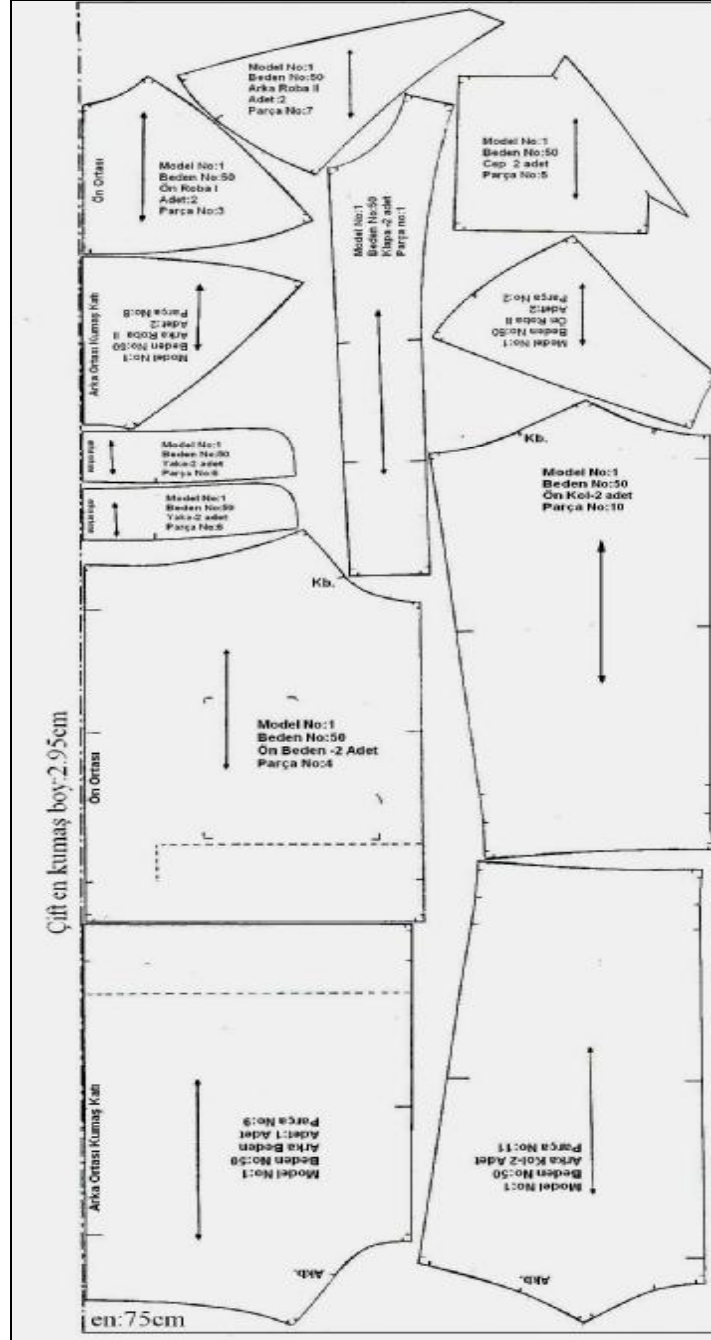 Model No:1
Beden No:50
Arka Roba II
Adet:2
Parça No:7
Model No:1
Beden No:50
Ön Roba I
Adet:2
Parça No:3
Ön Ortası
Model No:1
Beden No:50
Klapa -2 adet
Parça no:1
Model No:1
Beden No:50
Cep 2 adet
Parça No:5
Model No:1
Beden No:50
Ön Roba II
Adet:2
Parça No:2
Arka Ortası Kumaş Katı
Model No:1
Beden No:50
Arka Roba II
Adet:2
Parça No:8
Model No:1
Beden No:50
Yaka-2 adet
Parça No:6
Model No:1
Beden No:50
Yaka-2 adet
Parça No:6
Kb.
Model No:1
Beden No:50
Ön Kol-2 adet
Parça No:10
Kb.
Ön Ortası
Model No:1
Beden No:50
Ön Beden -2 Adet
Parça No:4
Çift en kumaş boy:2.95cm
Arka Ortası Kumaş Katı
Model No:1
Beden No:50
Arka Beden
Adet:1 Adet
Parça No:9
Akb.
Model No:1
Beden No:50
Arka Kol-2 Adet
Parça No:11
Akb.
en:75cm